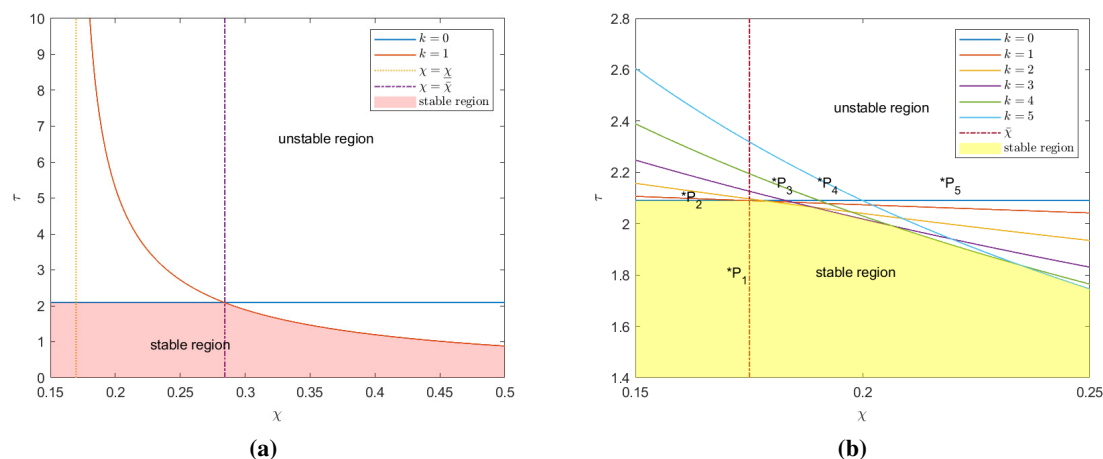 10
9
8
7
6
5
4
3
2
1
0
τ
0.15
0.2
0.25
0.3
0.35
0.4
0.45
0.5
χ
k = 0
k = 1
χ = χ̲
χ = χ̄
stable region
unstable region
stable region
(a)
2.8
2.6
2.4
2.2
2
1.8
1.6
1.4
τ
0.15
0.2
0.25
χ
k = 0
k = 1
k = 2
k = 3
k = 4
k = 5
χ̄
stable region
unstable region
*P₂
*P₃
*P₄
*P₅
*P₁
stable region
(b)